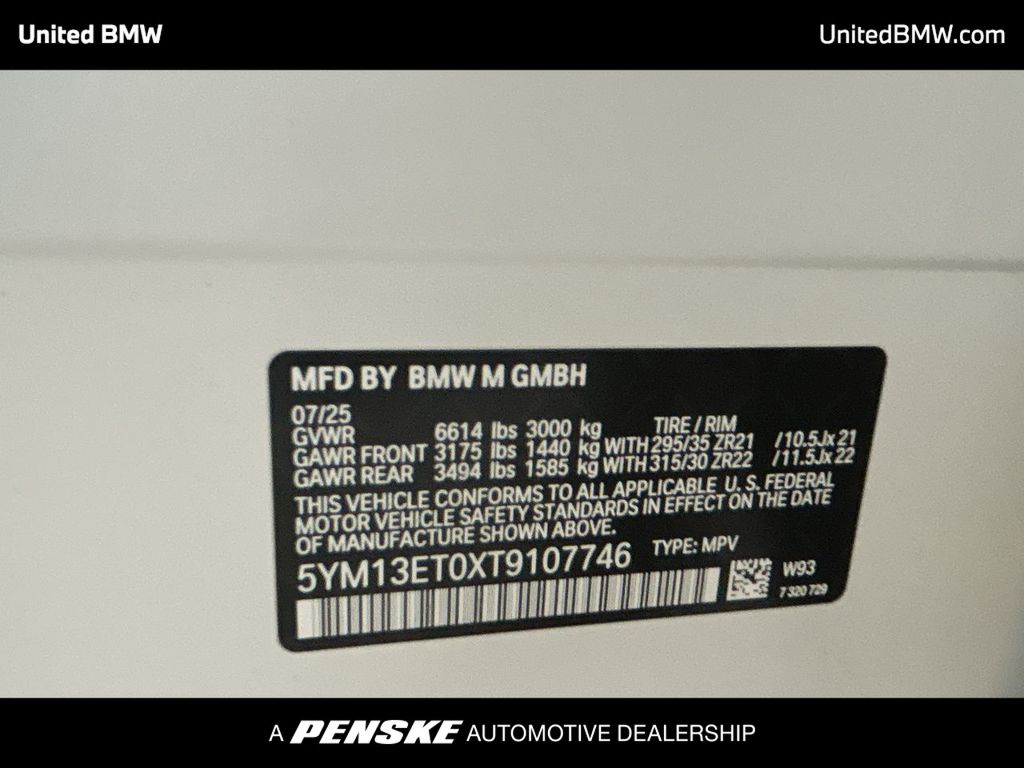 United BMW
UnitedBMW.com
MFD BY BMW M GMBH
07/25
TIRE / RIM
GVWR 6614 lbs 3000 kg
GAWR FRONT 3175 lbs 1440 kg WITH 295/35 ZR21 /10.5Jx 21
GAWR REAR 3494 lbs 1585 kg WITH 315/30 ZR22 /11.5Jx 22
THIS VEHICLE CONFORMS TO ALL APPLICABLE U. S. FEDERAL
MOTOR VEHICLE SAFETY STANDARDS IN EFFECT ON THE DATE
OF MANUFACTURE SHOWN ABOVE.
5YM13ET0XT9107746
TYPE: MPV
W93
7 320 729
A PENSKE AUTOMOTIVE DEALERSHIP